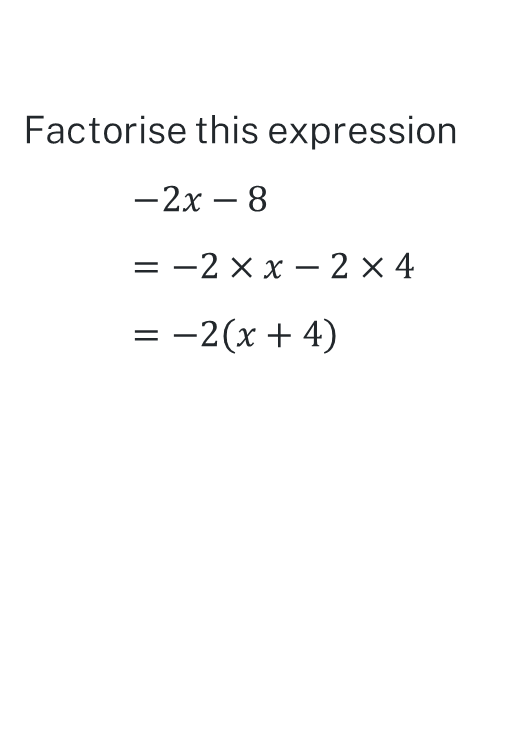 Factorise this expression
−2x − 8
= −2 × x − 2 × 4
= −2(x + 4)